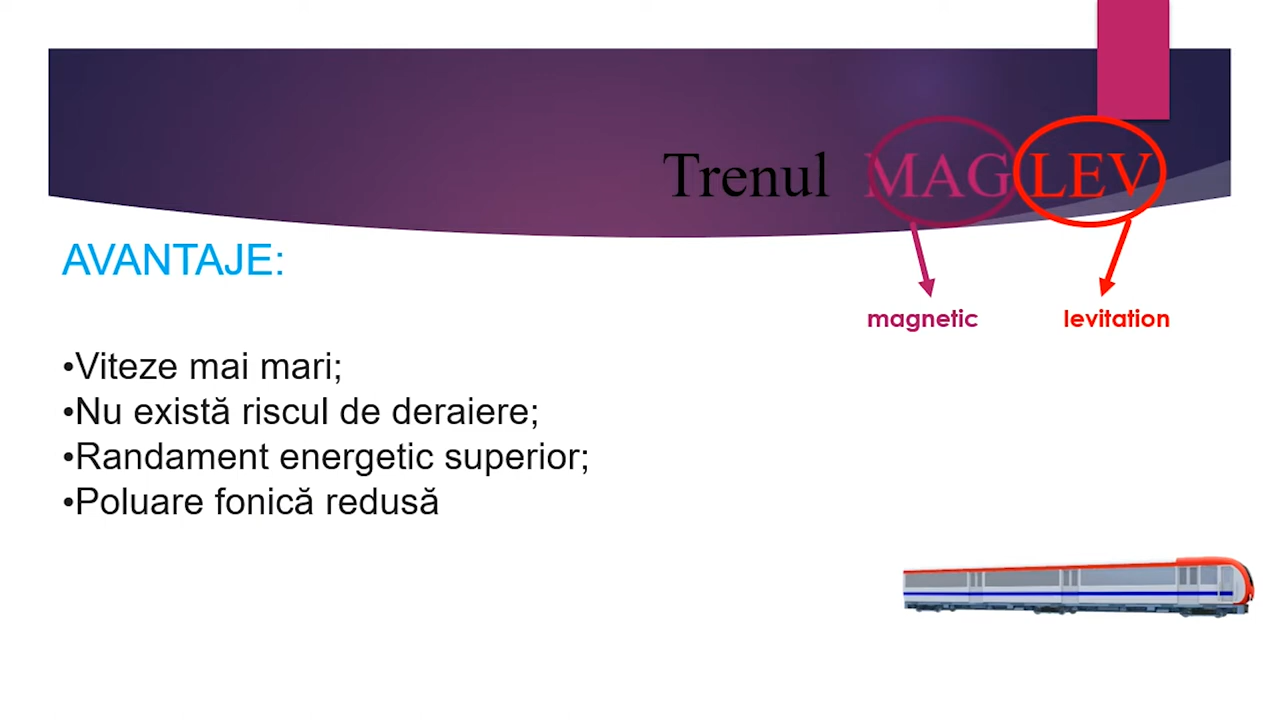 Trenul MAGLEV
magnetic levitation
AVANTAJE:
•Viteze mai mari;
•Nu există riscul de deraiere;
•Randament energetic superior;
•Poluare fonică redusă